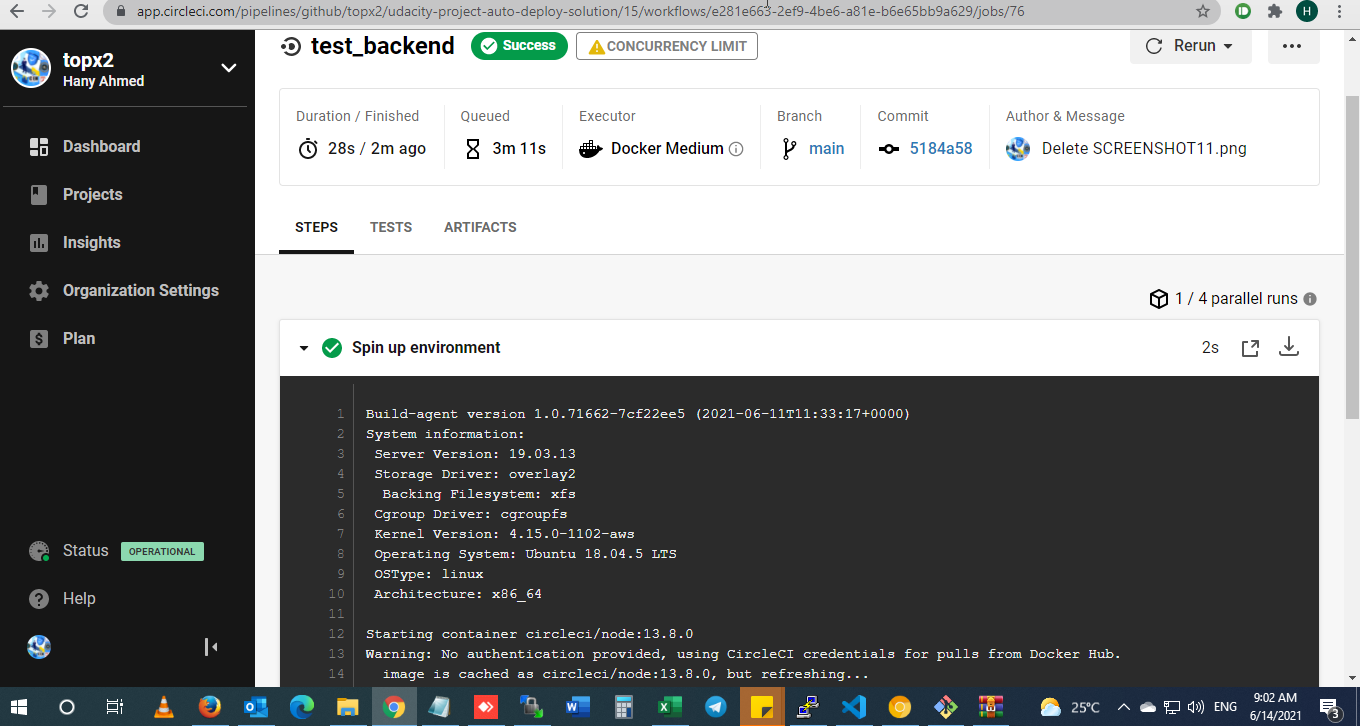 app.circleci.com/pipelines/github/topx2/udacity-project-auto-deploy-solution/15/workflows/e281e663-2ef9-4be6-a81e-b6e65bb9a629/jobs/76
H
topx2
Hany Ahmed
Dashboard
Projects
Insights
Organization Settings
Plan
Status OPERATIONAL
Help
test_backend Success CONCURRENCY LIMIT Rerun
Duration / Finished Queued Executor Branch Commit Author & Message
28s / 2m ago 3m 11s Docker Medium main 5184a58 Delete SCREENSHOT11.png
STEPS TESTS ARTIFACTS
1 / 4 parallel runs
Spin up environment 2s
1 Build-agent version 1.0.71662-7cf22ee5 (2021-06-11T11:33:17+0000)
2 System information:
3 Server Version: 19.03.13
4 Storage Driver: overlay2
5 Backing Filesystem: xfs
6 Cgroup Driver: cgroupfs
7 Kernel Version: 4.15.0-1102-aws
8 Operating System: Ubuntu 18.04.5 LTS
9 OSType: linux
10 Architecture: x86_64
11
12 Starting container circleci/node:13.8.0
13 Warning: No authentication provided, using CircleCI credentials for pulls from Docker Hub.
14 image is cached as circleci/node:13.8.0, but refreshing...
25°C ENG 9:02 AM
6/14/2021 3